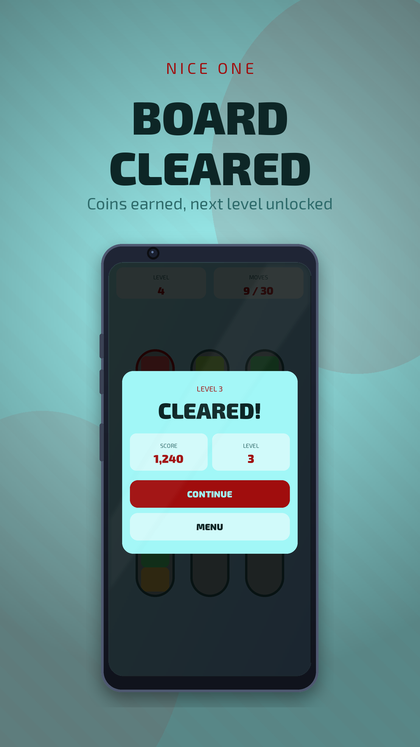 NICE ONE
BOARD
CLEARED
Coins earned, next level unlocked
LEVEL
MOVES
4
9 / 30
LEVEL 3
CLEARED!
SCORE
LEVEL
1,240
3
CONTINUE
MENU